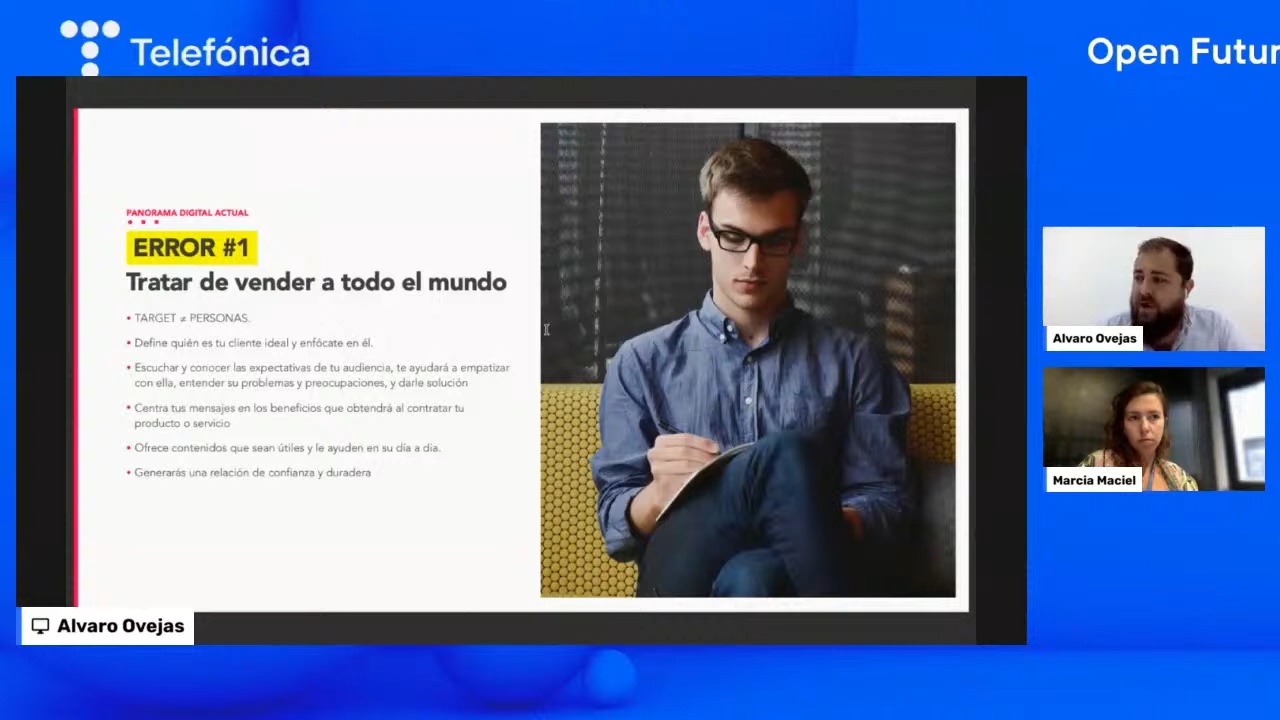 Telefónica
Open Futur
PANORAMA DIGITAL ACTUAL
ERROR #1
Tratar de vender a todo el mundo
• TARGET ≠ PERSONAS.
• Define quién es tu cliente ideal y enfócate en él.
• Escuchar y conocer las expectativas de tu audiencia, te ayudará a empatizar
con ella, entender su problemas y preocupaciones, y darle solución
• Centra tus mensajes en los beneficios que obtendrá al contratar tu
producto o servicio
• Ofrece contenidos que sean útiles y le ayuden en su día a dia.
• Generarás una relación de confianza y duradera
Alvaro Ovejas
Marcia Maciel
Alvaro Ovejas